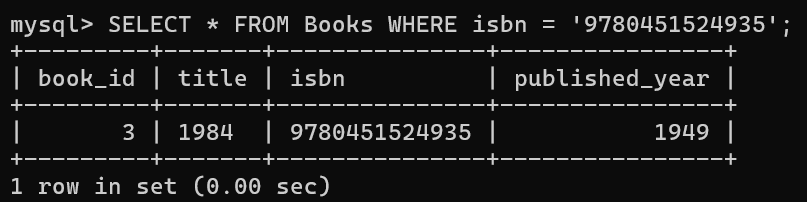 mysql> SELECT * FROM Books WHERE isbn = '9780451524935';
+---------+-------+---------------+----------------+
| book_id | title | isbn          | published_year |
+---------+-------+---------------+----------------+
|       3 | 1984  | 9780451524935 |           1949 |
+---------+-------+---------------+----------------+
1 row in set (0.00 sec)